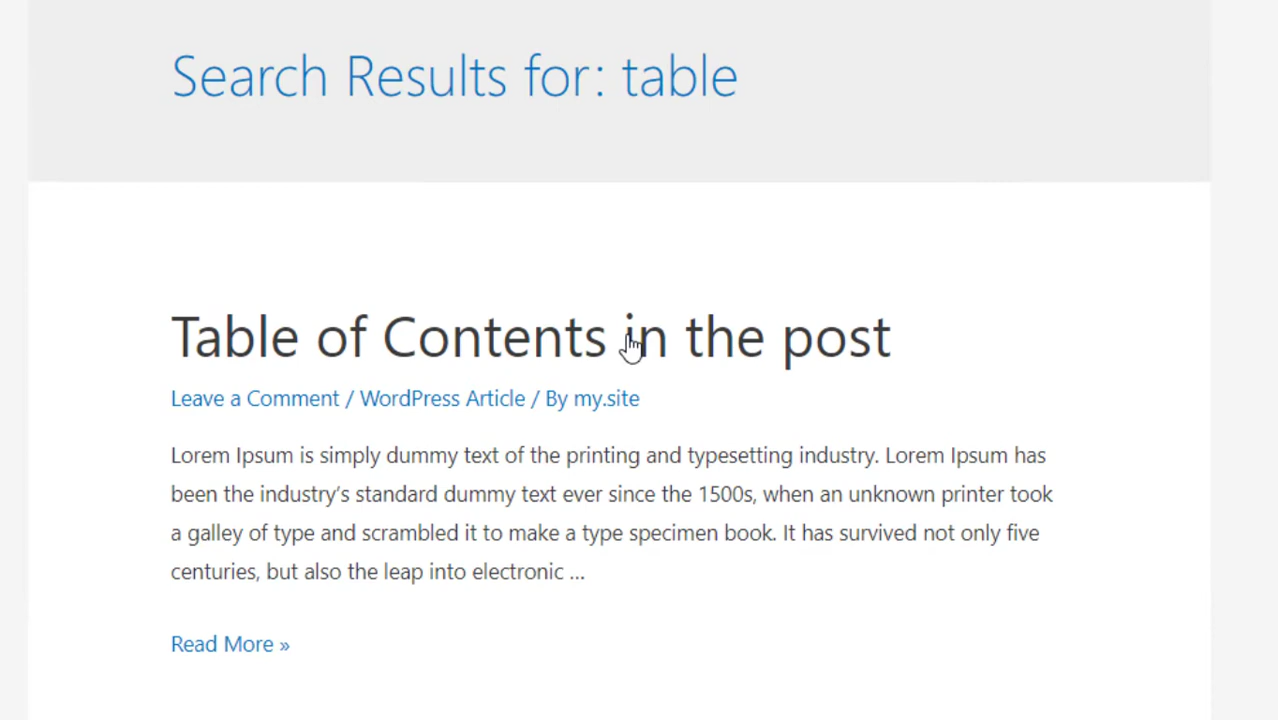 Search Results for: table
Table of Contents in the post
Leave a Comment / WordPress Article / By my.site
Lorem Ipsum is simply dummy text of the printing and typesetting industry. Lorem Ipsum has
been the industry’s standard dummy text ever since the 1500s, when an unknown printer took
a galley of type and scrambled it to make a type specimen book. It has survived not only five
centuries, but also the leap into electronic …
Read More »